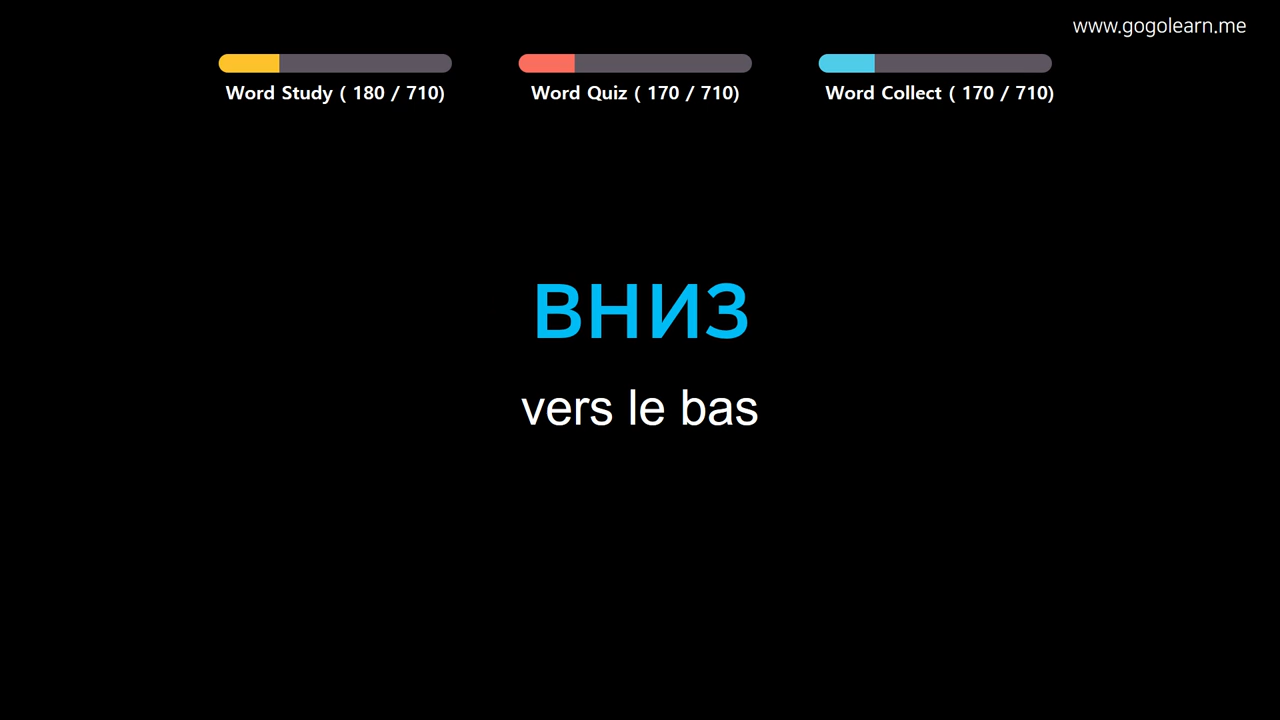 www.gogolearn.me
Word Study ( 180 / 710)
Word Quiz ( 170 / 710)
Word Collect ( 170 / 710)
вниз
vers le bas